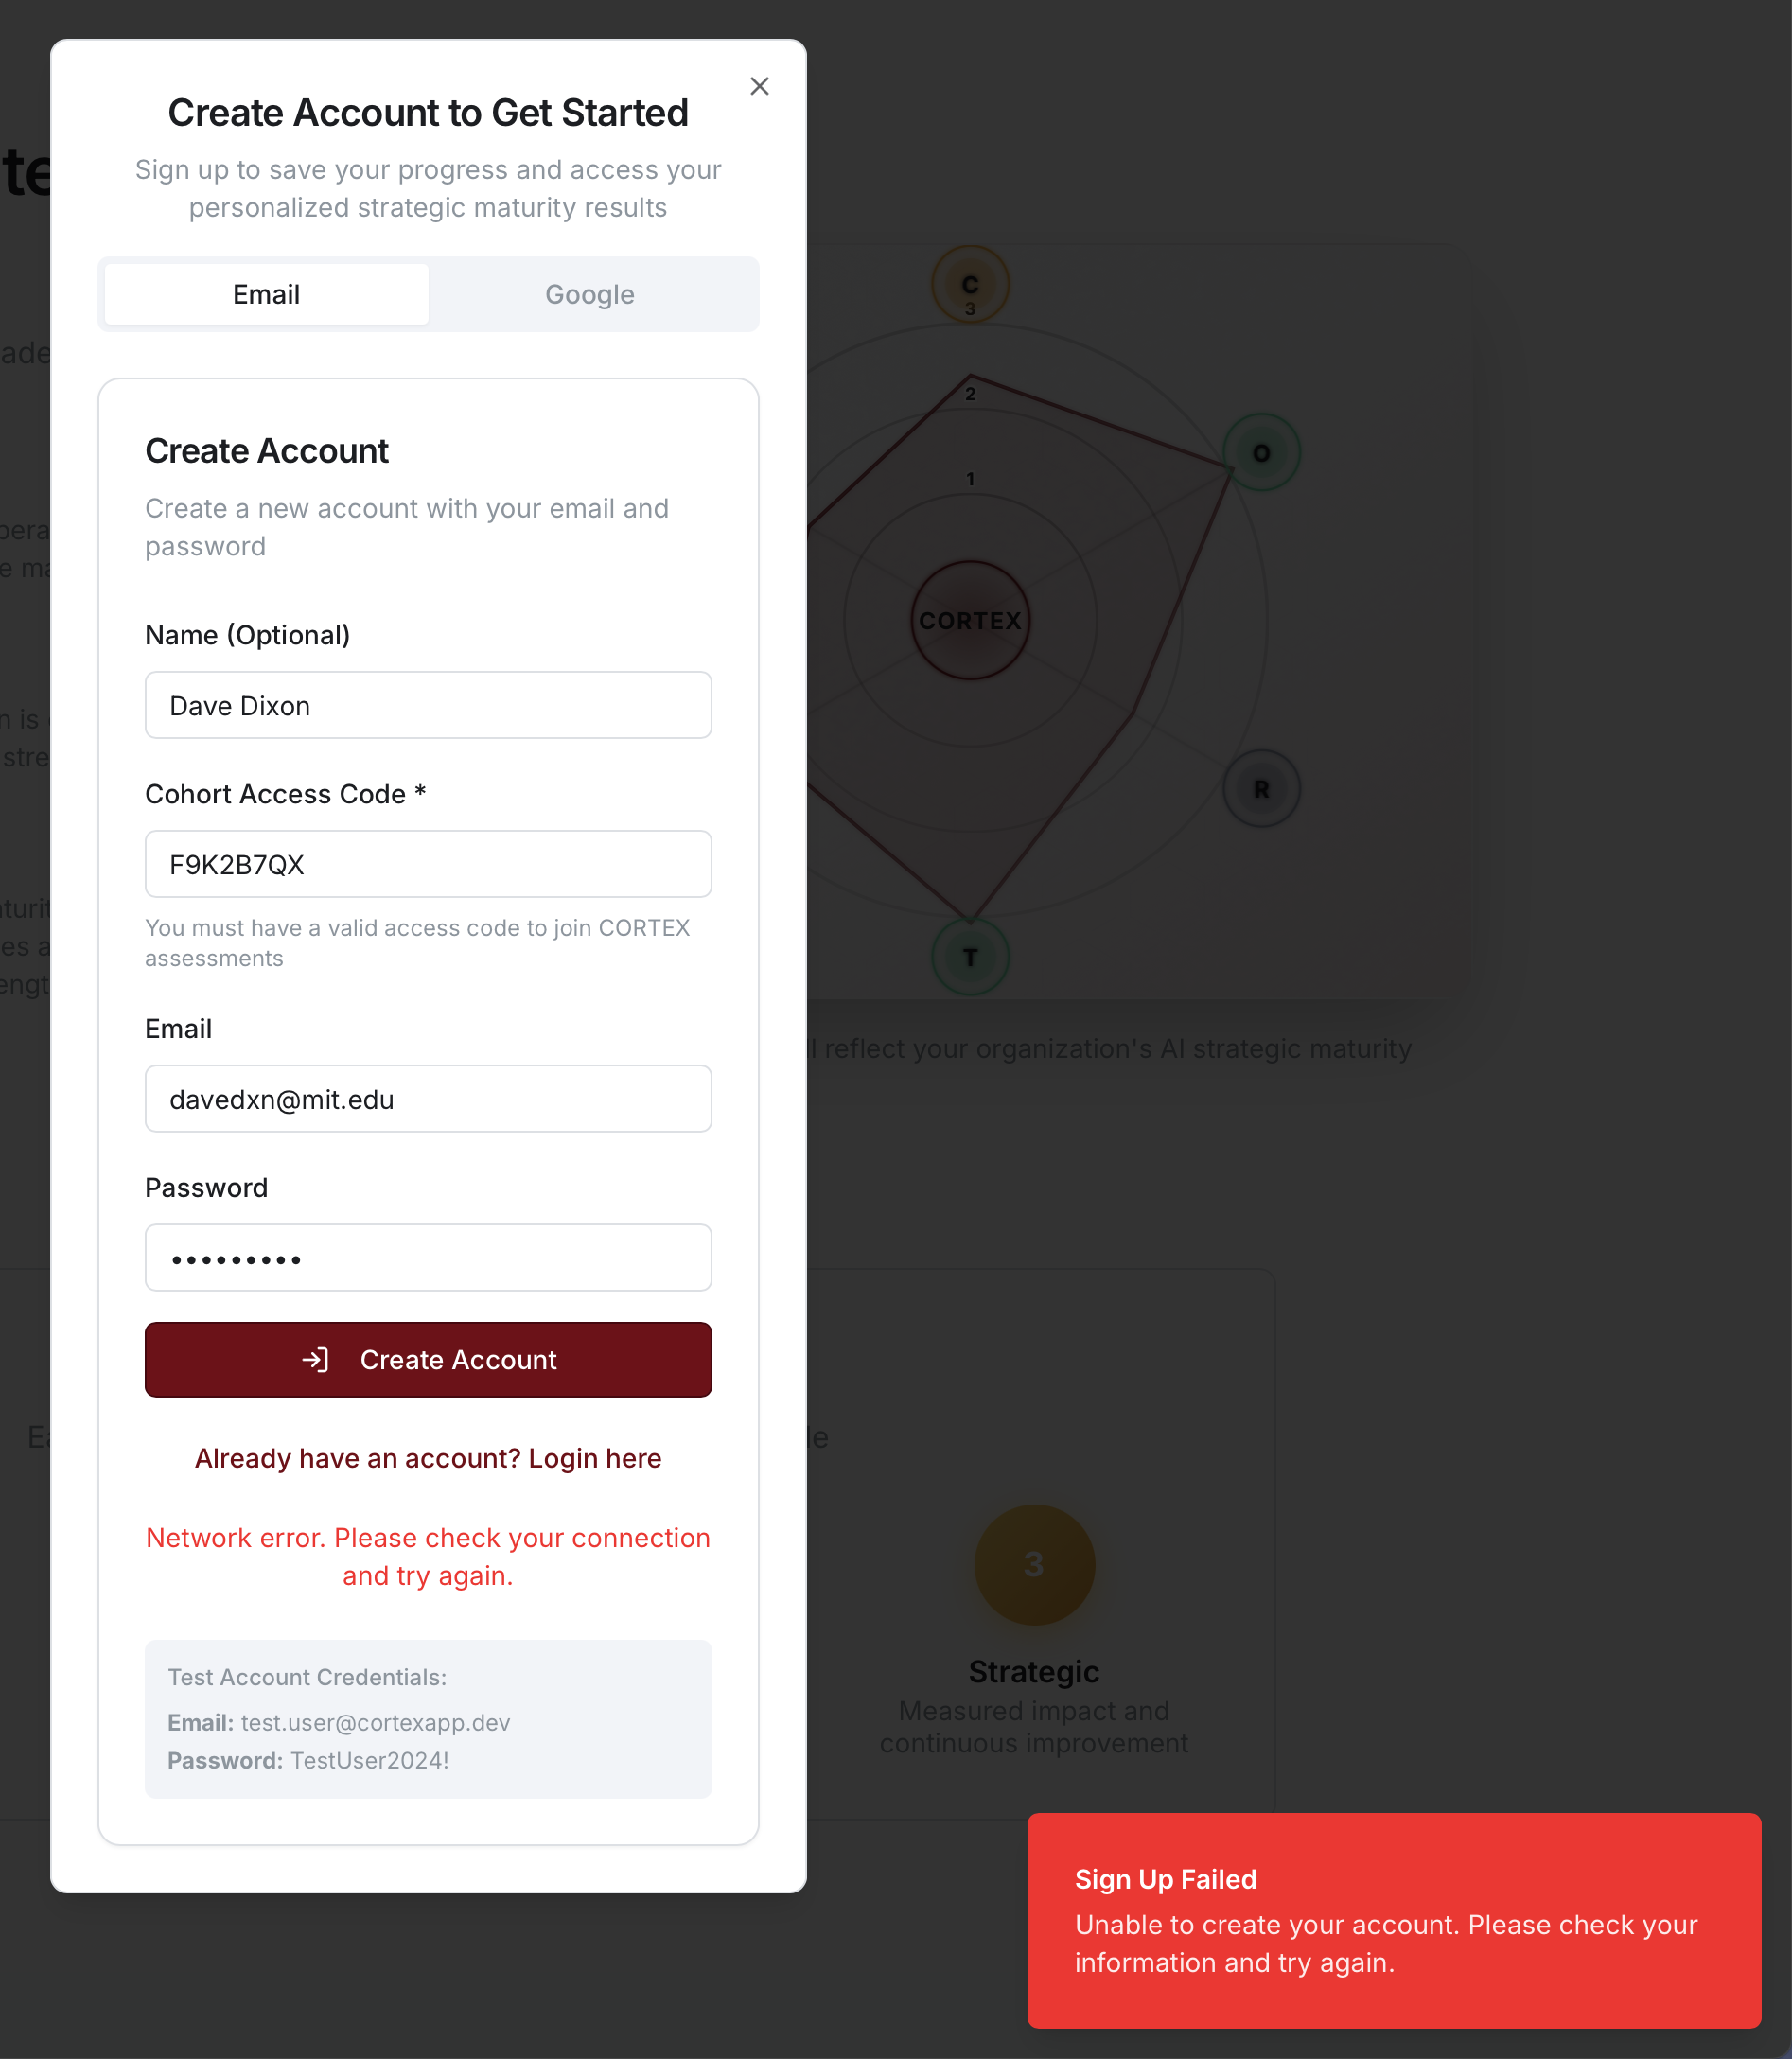 Create Account to Get Started
Sign up to save your progress and access your
personalized strategic maturity results
Email
Google
Create Account
Create a new account with your email and
password
Name (Optional)
Dave Dixon
Cohort Access Code *
F9K2B7QX
You must have a valid access code to join CORTEX
assessments
Email
davedxn@mit.edu
Password
•••••••••
Create Account
Already have an account? Login here
Network error. Please check your connection
and try again.
Test Account Credentials:
Email: test.user@cortexapp.dev
Password: TestUser2024!
C
3
2
1
O
CORTEX
R
T
reflect your organization's AI strategic maturity
3
Strategic
Measured impact and
continuous improvement
Sign Up Failed
Unable to create your account. Please check your
information and try again.